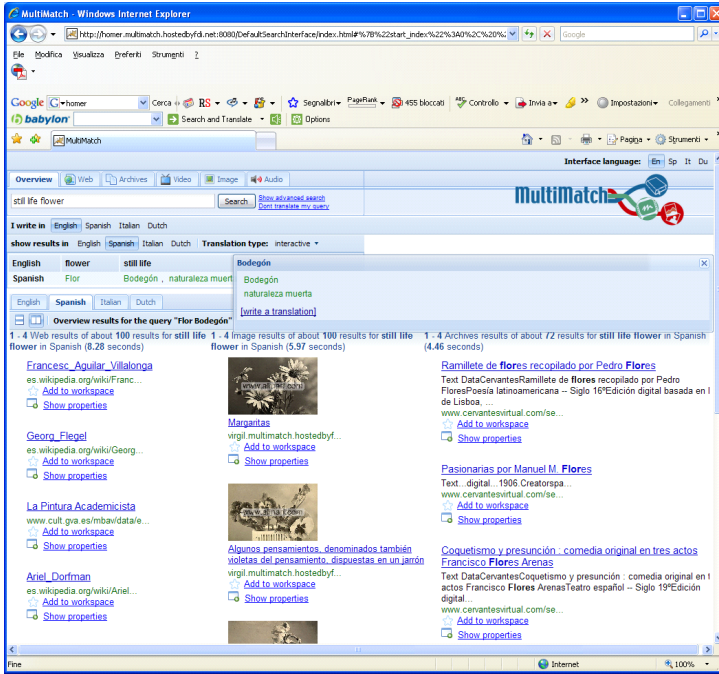 MultiMatch - Windows Internet Explorer
http://homer.multimatch.hostedbyfdi.net:8080/DefaultSearchInterface/index.html#%7B%22start_index%22%3A0%2C%20%
Google
File Modifica Visualizza Preferiti Strumenti ?
Google G homer Cerca RS Segnalibri PageRank 455 bloccati Controllo Invia a Impostazioni Collegamenti
babylon Search and Translate Options
MultiMatch Pagina Strumenti
Interface language: En Sp It Du
Overview Web Archives Video Image Audio
still life flower Search Show advanced search
Dont translate my query
MultiMatch
I write in English Spanish Italian Dutch
show results in English Spanish Italian Dutch Translation type: interactive
English flower still life
Spanish Flor Bodegón , naturaleza muert
Bodegón
Bodegón
naturaleza muerta
[write a translation]
English Spanish Italian Dutch
Overview results for the query "Flor Bodegón"
1 - 4 Web results of about 100 results for still life
flower in Spanish (8.28 seconds)
Francesc_Aguilar_Villalonga
es.wikipedia.org/wiki/Franc...
Add to workspace
Show properties
Georg_Flegel
es.wikipedia.org/wiki/Georg...
Add to workspace
Show properties
La Pintura Academicista
www.cult.gva.es/mbav/data/e...
Add to workspace
Show properties
Ariel_Dorfman
es.wikipedia.org/wiki/Ariel...
Add to workspace
Show properties
1 - 4 Image results of about 100 results for still life
flower in Spanish (5.97 seconds)
www.alinari.com
Margaritas
virgil.multimatch.hostedbyf...
Add to workspace
Show properties
www.alinari.com
Algunos pensamientos, denominados también
violetas del pensamiento, dispuestas en un jarrón
virgil.multimatch.hostedbyf...
Add to workspace
Show properties
1 - 4 Archives results of about 72 results for still life flower in Spanish
(4.46 seconds)
Ramillete de flores recopilado por Pedro Flores
Text DataCervantesRamillete de flores recopilado por Pedro
FloresPoesía latinoamericana -- Siglo 16ºEdición digital basada en l
de Lisboa, ...
www.cervantesvirtual.com/se...
Add to workspace
Show properties
Pasionarias por Manuel M. Flores
Text...digital...1906.Creatorspa...
www.cervantesvirtual.com/se...
Add to workspace
Show properties
Coquetismo y presunción : comedia original en tres actos
Francisco Flores Arenas
Text DataCervantesCoquetismo y presunción : comedia original en t
actos Francisco Flores ArenasTeatro español -- Siglo 19ºEdición
digital...
www.cervantesvirtual.com/se...
Add to workspace
Show properties
Fine Internet 100%